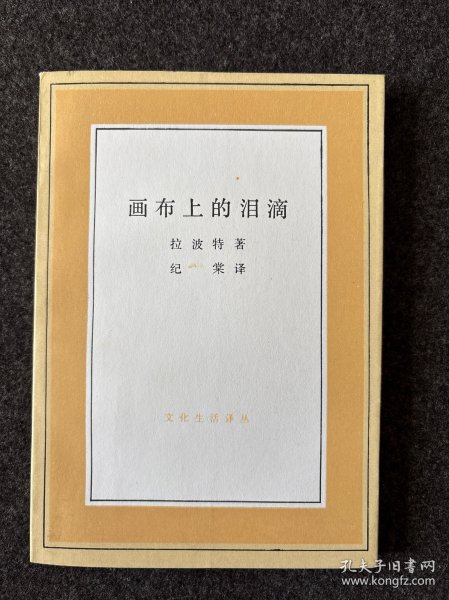 画布上的泪滴
拉波特著
纪棠译
文化生活译丛
孔夫子旧书网
www.kongfz.com